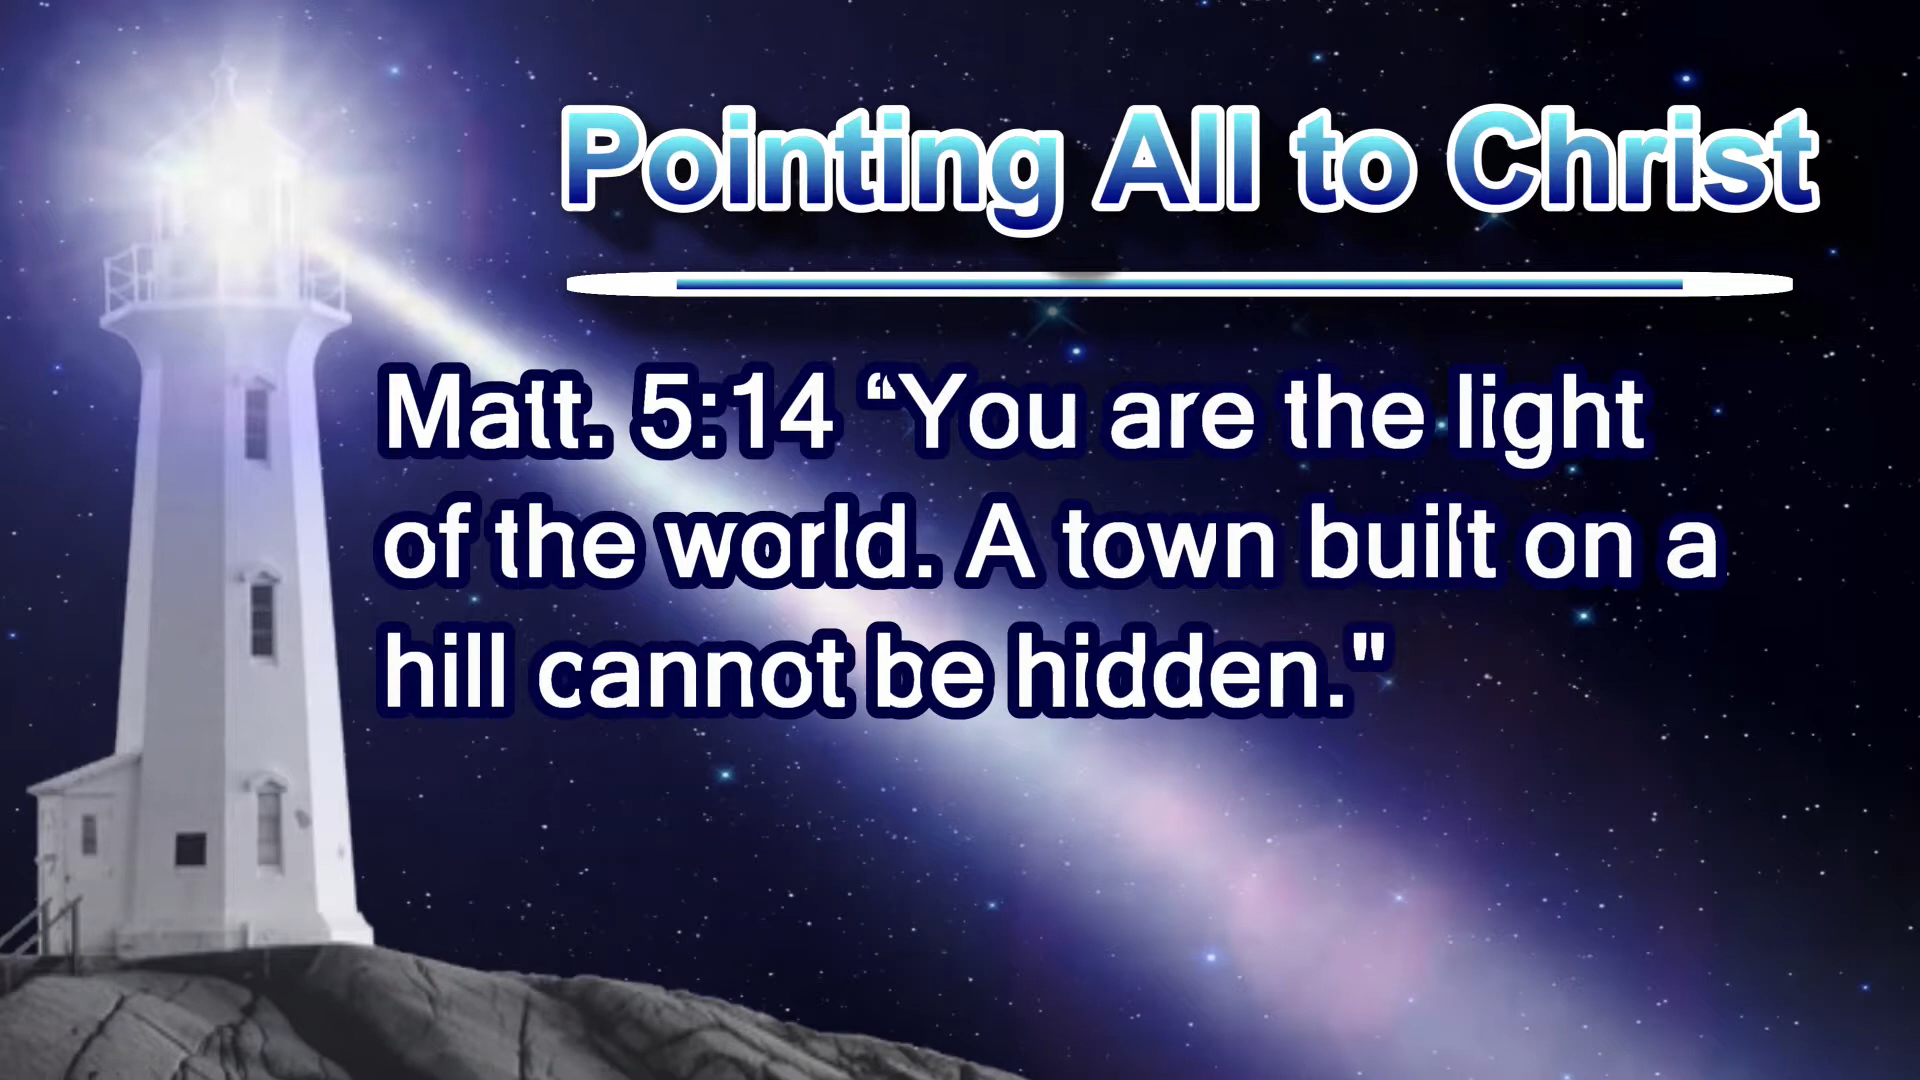 Pointing All to Christ
Matt. 5:14 “You are the light
of the world. A town built on a
hill cannot be hidden."